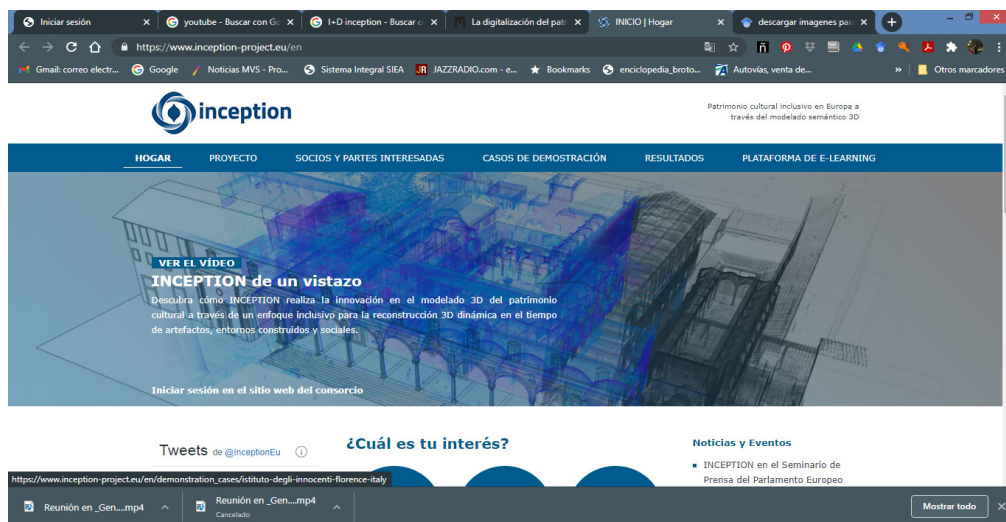 Iniciar sesión
youtube - Buscar con Go
I+D inception - Buscar c
La digitalización del patr
INICIO | Hogar
descargar imagenes par
https://www.inception-project.eu/en
Gmail: correo electr...
Google
Noticias MVS - Pro...
Sistema Integral SIEA
JAZZRADIO.com - e...
Bookmarks
enciclopedia_broto...
Autovías, venta de...
»
Otros marcadores
inception
Patrimonio cultural inclusivo en Europa a
través del modelado semántico 3D
HOGAR
PROYECTO
SOCIOS Y PARTES INTERESADAS
CASOS DE DEMOSTRACIÓN
RESULTADOS
PLATAFORMA DE E-LEARNING
VER EL VÍDEO
INCEPTION de un vistazo
Descubra cómo INCEPTION realiza la innovación en el modelado 3D del patrimonio
cultural a través de un enfoque inclusivo para la reconstrucción 3D dinámica en el tiempo
de artefactos, entornos construidos y sociales.
Iniciar sesión en el sitio web del consorcio
Tweets de @InceptionEu
¿Cuál es tu interés?
Noticias y Eventos
INCEPTION en el Seminario de
Prensa del Parlamento Europeo
https://www.inception-project.eu/en/demonstration_cases/istituto-degli-innocenti-florence-italy
Reunión en _Gen....mp4
Reunión en _Gen....mp4
Cancelado
Mostrar todo